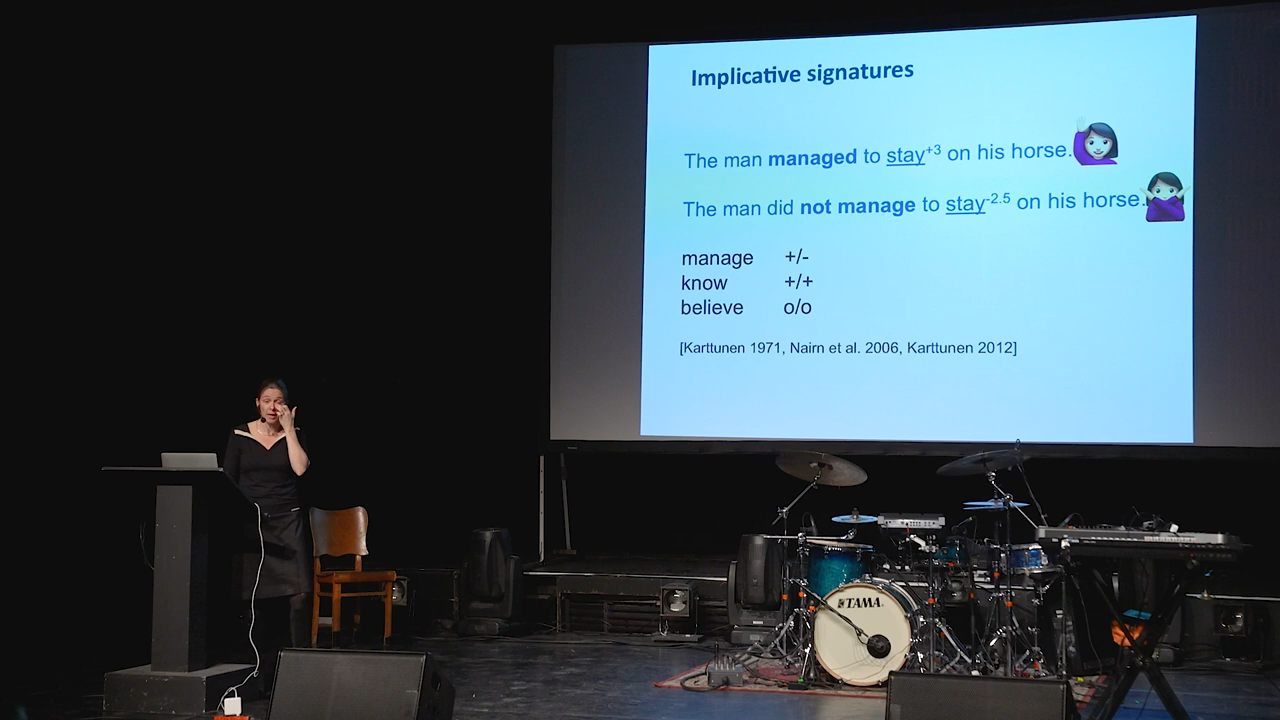 Implicative signatures
The man managed to stay+3 on his horse.
The man did not manage to stay-2.5 on his horse.
manage +/-
know +/+
believe o/o
[Karttunen 1971, Nairn et al. 2006, Karttunen 2012]
TAMA